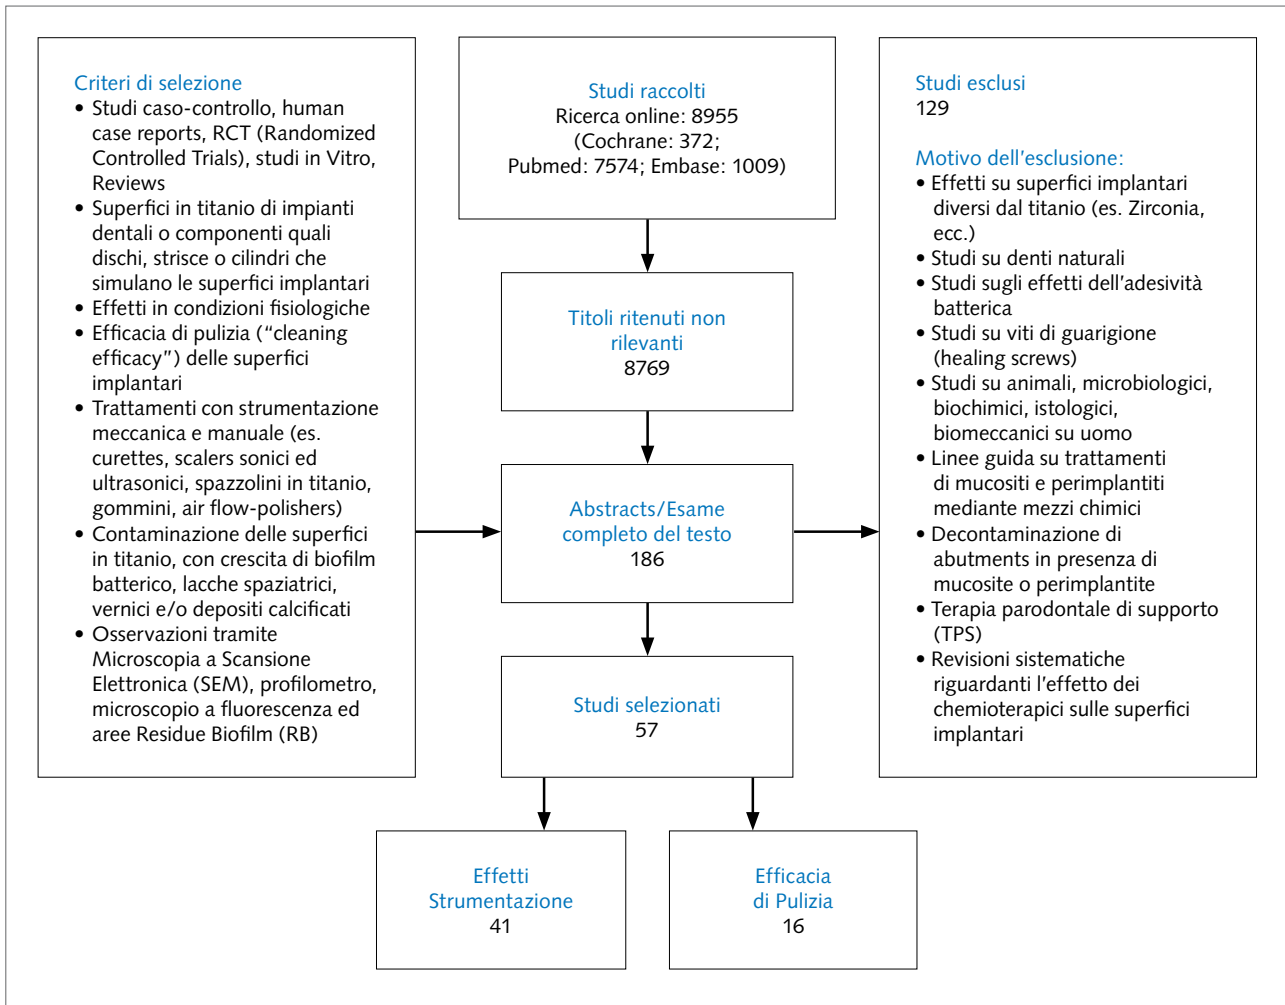 Criteri di selezione
• Studi caso-controllo, human
case reports, RCT (Randomized
Controlled Trials), studi in Vitro,
Reviews
• Superfici in titanio di impianti
dentali o componenti quali
dischi, strisce o cilindri che
simulano le superfici implantari
• Effetti in condizioni fisiologiche
• Efficacia di pulizia (“cleaning
efficacy”) delle superfici
implantari
• Trattamenti con strumentazione
meccanica e manuale (es.
curettes, scalers sonici ed
ultrasonici, spazzolini in titanio,
gommini, air flow-polishers)
• Contaminazione delle superfici
in titanio, con crescita di biofilm
batterico, lacche spaziatrici,
vernici e/o depositi calcificati
• Osservazioni tramite
Microscopia a Scansione
Elettronica (SEM), profilometro,
microscopio a fluorescenza ed
aree Residue Biofilm (RB)
Studi raccolti
Ricerca online: 8955
(Cochrane: 372;
Pubmed: 7574; Embase: 1009)
Titoli ritenuti non
rilevanti
8769
Abstracts/Esame
completo del testo
186
Studi selezionati
57
Effetti
Strumentazione
41
Efficacia
di Pulizia
16
Studi esclusi
129
Motivo dell’esclusione:
• Effetti su superfici implantari
diversi dal titanio (es. Zirconia,
ecc.)
• Studi su denti naturali
• Studi sugli effetti dell’adesività
batterica
• Studi su viti di guarigione
(healing screws)
• Studi su animali, microbiologici,
biochimici, istologici,
biomeccanici su uomo
• Linee guida su trattamenti
di mucositi e perimplantiti
mediante mezzi chimici
• Decontaminazione di
abutments in presenza di
mucosite o perimplantite
• Terapia parodontale di supporto
(TPS)
• Revisioni sistematiche
riguardanti l’effetto dei
chemioterapici sulle superfici
implantari